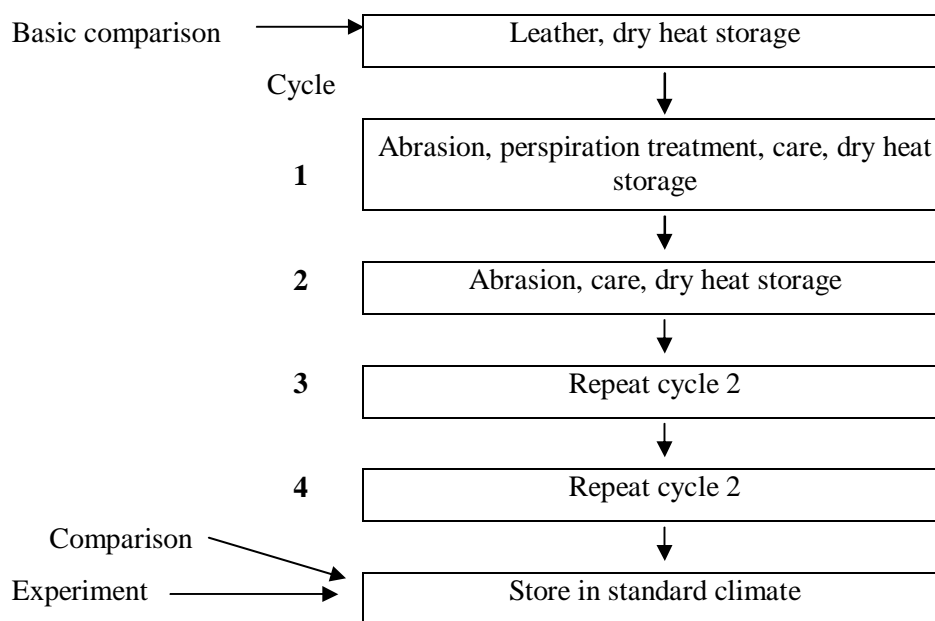 Basic comparison
Leather, dry heat storage
Cycle
1
Abrasion, perspiration treatment, care, dry heat
storage
2
Abrasion, care, dry heat storage
3
Repeat cycle 2
4
Repeat cycle 2
Comparison
Experiment
Store in standard climate